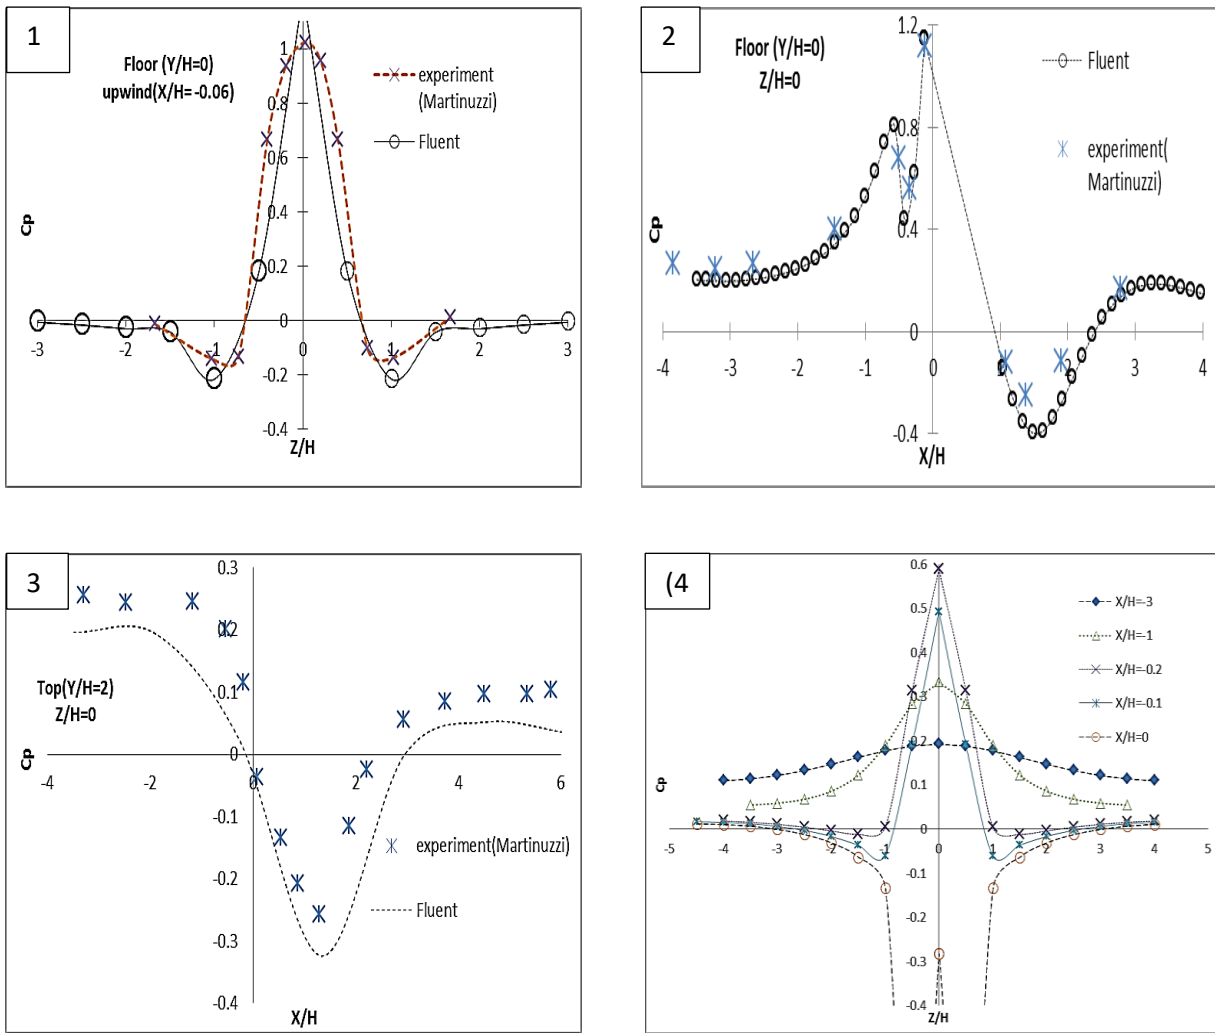 1
Floor (Y/H=0)
upwind(X/H= -0.06)
experiment
(Martinuzzi)
Fluent
1
0.8
0.6
0.4
0.2
0
-0.2
-0.4
-3
-2
-1
0
1
2
3
Cp
Z/H
2
Floor (Y/H=0)
Z/H=0
Fluent
experiment(
Martinuzzi)
1.2
0.8
0.4
0
-0.4
-4
-3
-2
-1
0
1
2
3
4
Cp
X/H
3
Top(Y/H=2)
Z/H=0
experiment(Martinuzzi)
Fluent
0.3
0.2
0.1
0
-0.1
-0.2
-0.3
-0.4
-4
-2
0
2
4
6
Cp
X/H
(4
X/H=-3
X/H=-1
X/H=-0.2
X/H=-0.1
X/H=0
0.6
0.5
0.4
0.3
0.2
0.1
0
-0.1
-0.2
-0.3
-0.4
-5
-4
-3
-2
-1
0
1
2
3
4
5
Cp
Z/H